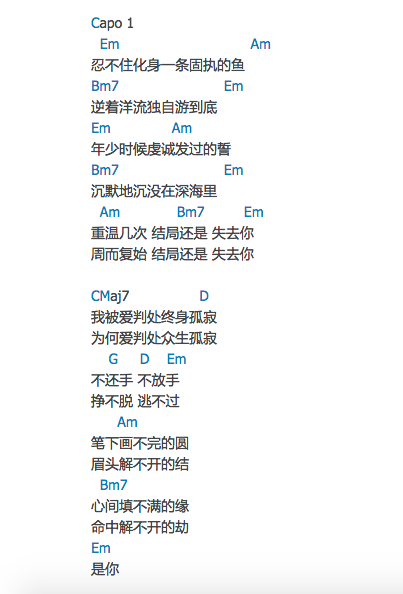 Capo 1
Em Am
忍不住化身一条固执的鱼
Bm7 Em
逆着洋流独自游到底
Em Am
年少时候虔诚发过的誓
Bm7 Em
沉默地沉没在深海里
Am Bm7 Em
重温几次 结局还是 失去你
周而复始 结局还是 失去你
CMaj7 D
我被爱判处终身孤寂
为何爱判处众生孤寂
G D Em
不还手 不放手
挣不脱 逃不过
Am
笔下画不完的圆
眉头解不开的结
Bm7
心间填不满的缘
命中解不开的劫
Em
是你